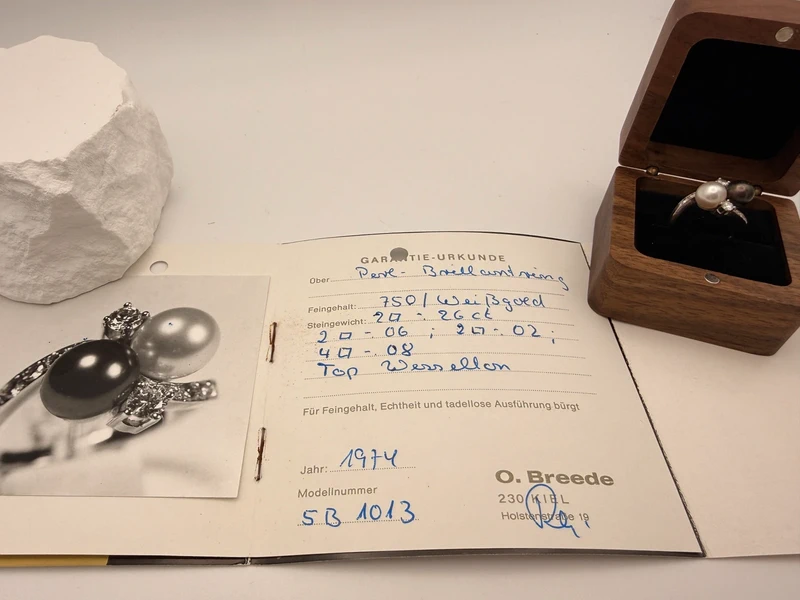 GARANTIE-URKUNDE
Über Perl- Brillantring
Feingehalt: 750/ Weißgold
Steingewicht: 2 □ -. 26 ct
2 □ -. 06 ; 2 □ -. 02 ;
4 □ -. 08
Top Wesselton
Für Feingehalt, Echtheit und tadellose Ausführung bürgt
Jahr: 1974
Modellnummer
5B 1013
O. Breede
230 KIEL
Holstenstraße 19